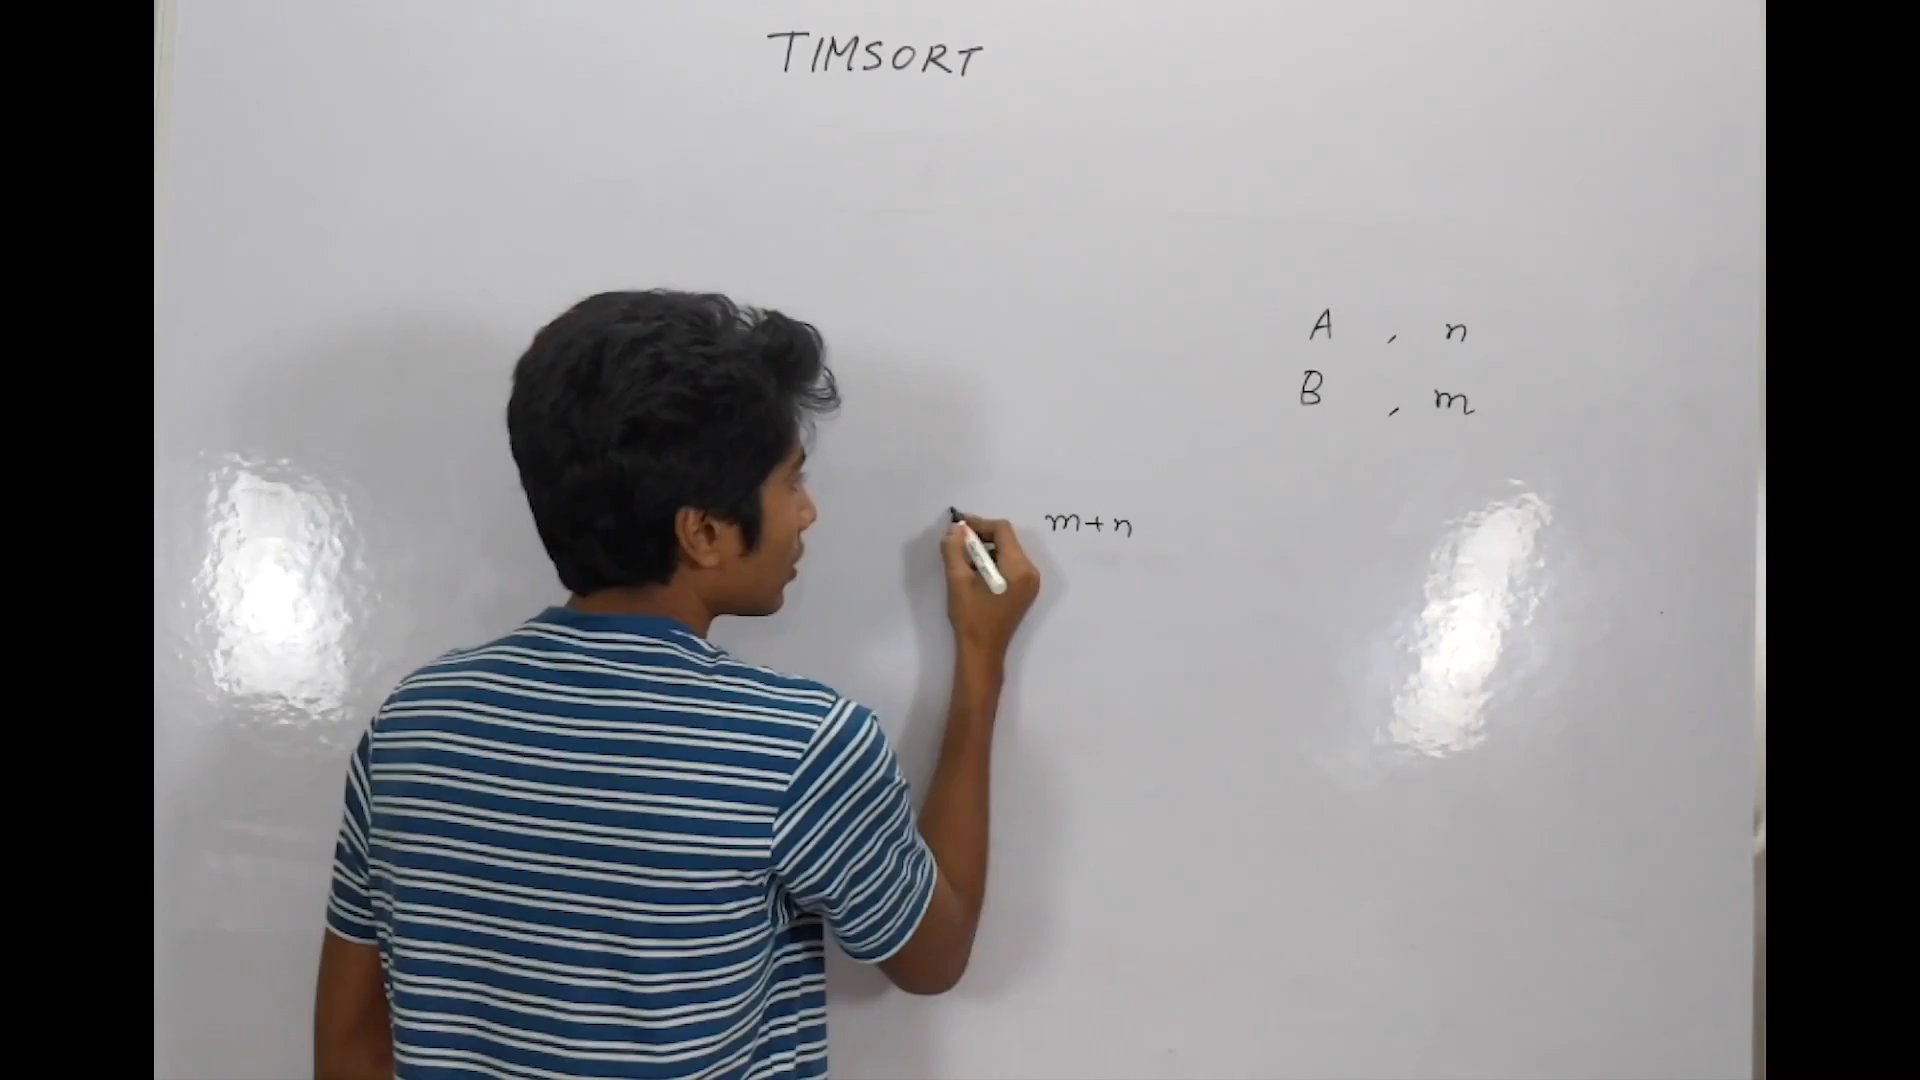 TIMSORT
A , n
B , m
m+n